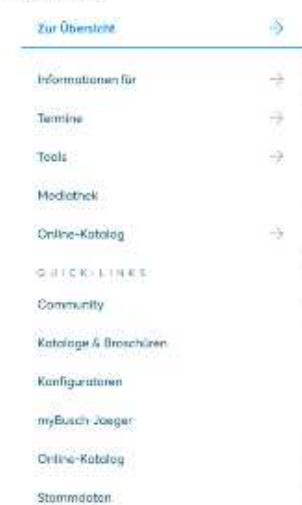 Zur Übersicht
Informationen für
Termine
Tools
Mediathek
Online-Katalog
QUICK-LINKS
Community
Kataloge & Broschüren
Konfiguratoren
myBusch-Jaeger
Online-Katalog
Stammdaten